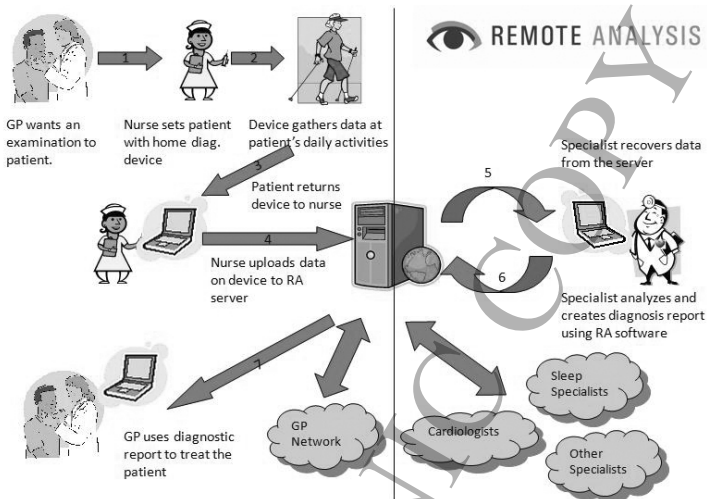 REMOTE ANALYSIS
1
2
GP wants an
examination to
patient.
Nurse sets patient
with home diag.
device
Device gathers data at
patient's daily activities
3
Patient returns
device to nurse
4
Nurse uploads data
on device to RA
server
5
Specialist recovers data
from the server
6
Specialist analyzes and
creates diagnosis report
using RA software
7
GP uses diagnostic
report to treat the
patient
GP
Network
Cardiologists
Sleep
Specialists
Other
Specialists
COPY